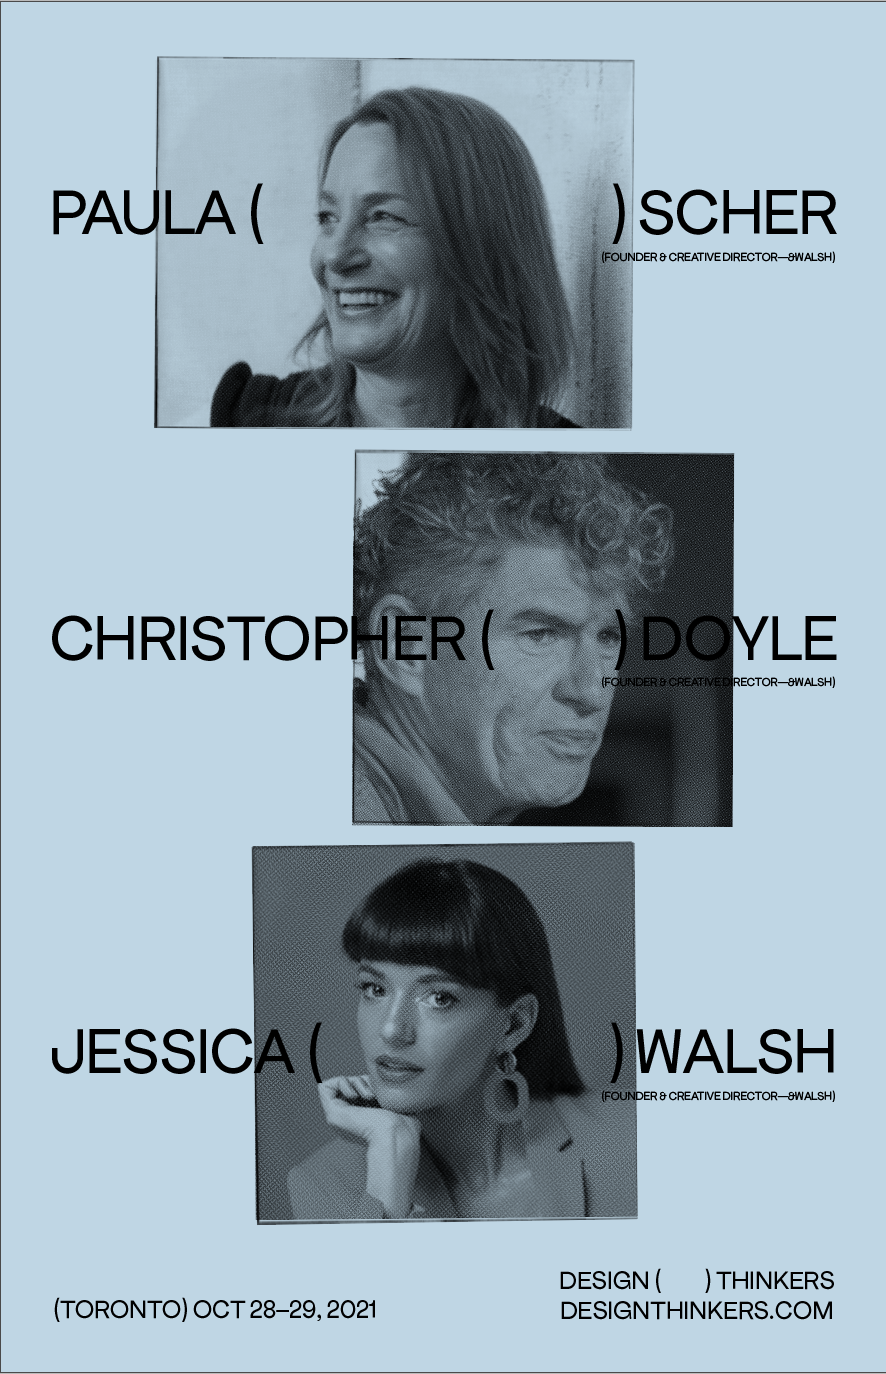 PAULA ( ) SCHER
(FOUNDER & CREATIVE DIRECTOR—&WALSH)
CHRISTOPHER ( ) DOYLE
(FOUNDER & CREATIVE DIRECTOR—&WALSH)
JESSICA ( ) WALSH
(FOUNDER & CREATIVE DIRECTOR—&WALSH)
(TORONTO) OCT 28–29, 2021
DESIGN ( ) THINKERS
DESIGNTHINKERS.COM